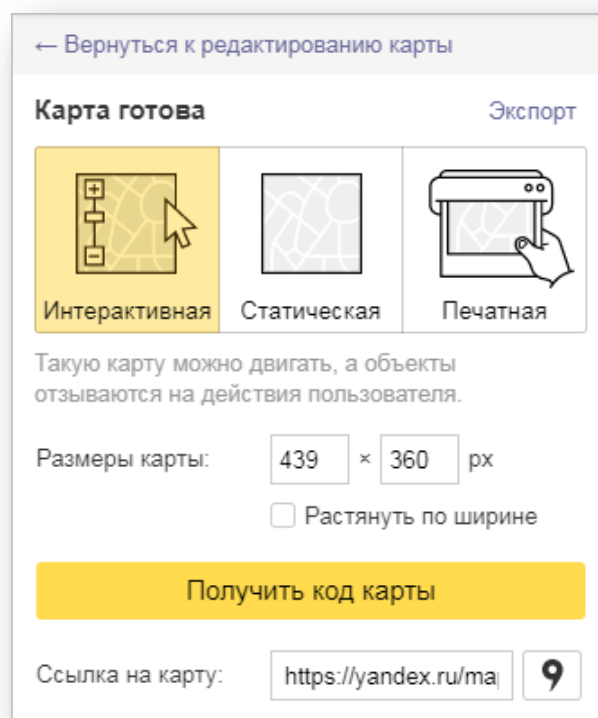 ← Вернуться к редактированию карты
Карта готова
Экспорт
Интерактивная
Статическая
Печатная
Такую карту можно двигать, а объекты
отзываются на действия пользователя.
Размеры карты: 439 × 360 px
Растянуть по ширине
Получить код карты
Ссылка на карту: https://yandex.ru/ma